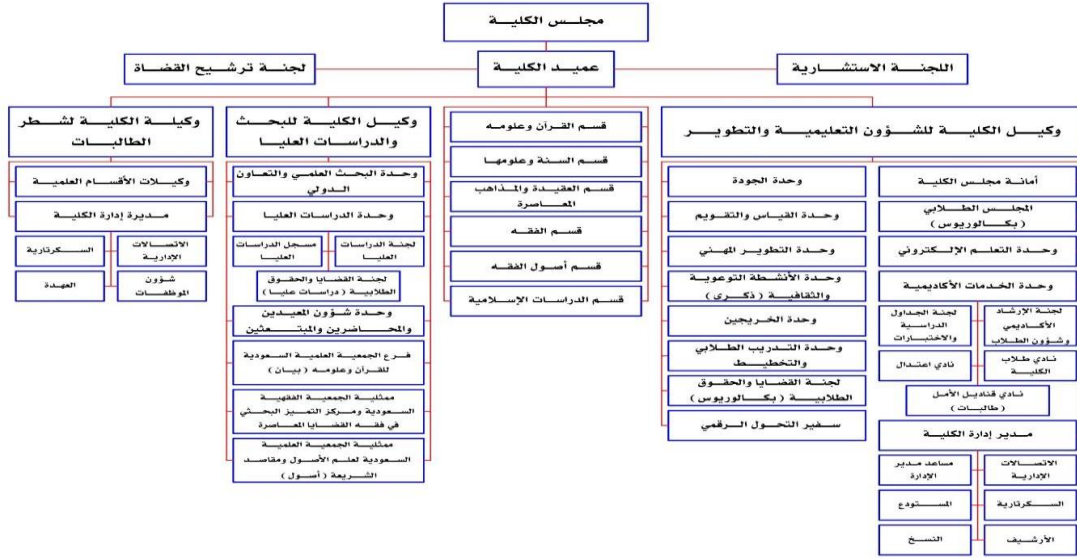 مجلس الكلية
اللجنة الاستشارية
عميد الكلية
لجنة ترشيح القضاة
وكيل الكلية للشؤون التعليمية والتطوير
أمانة مجلس الكلية
المجلس الطلابي
(بكالوريوس)
وحدة التعلم الإلكتروني
وحدة الخدمات الأكاديمية
لجنة الإرشاد
الأكاديمي
وشؤون الطلاب
لجنة الجداول
الدراسية
والاختبارات
نادي طلاب
الكلية
نادي اعتدال
نادي قناديل الأمل
(طالبات)
مدير إدارة الكلية
الاتصالات
الإدارية
مساعد مدير
الإدارة
السكرتارية
المستودع
الأرشيف
النسخ
وحدة الجودة
وحدة القياس والتقويم
وحدة التطوير المهني
وحدة الأنشطة التوعوية
والثقافية (ذكرى)
وحدة الخريجين
وحدة التدريب الطلابي
والتخطيط
لجنة القضايا والحقوق
الطلابية (بكالوريوس)
سفير التحول الرقمي
قسم القرآن وعلومه
قسم السنة وعلومها
قسم العقيدة والمذاهب
المعاصرة
قسم الفقه
قسم أصول الفقه
قسم الدراسات الإسلامية
وكيل الكلية للبحث
والدراسات العليا
وحدة البحث العلمي والتعاون
الدولي
وحدة الدراسات العليا
لجنة الدراسات
العليا
مسجل الدراسات
العليا
لجنة القضايا والحقوق
الطلابية (دراسات عليا)
وحدة شؤون المعيدين
والمحاضرين والمبتعثين
فرع الجمعية العلمية السعودية
للقرآن وعلومه (بيان)
ممثلية الجمعية الفقهية
السعودية ومركز التميز البحثي
في فقه القضايا المعاصرة
ممثلية الجمعية العلمية
السعودية لعلم الأصول ومقاصد
الشريعة (أصول)
وكيلة الكلية لشطر
الطالبات
وكيلات الأقسام العلمية
مديرة إدارة الكلية
الاتصالات
الإدارية
السكرتارية
شؤون
الموظفات
العهدة